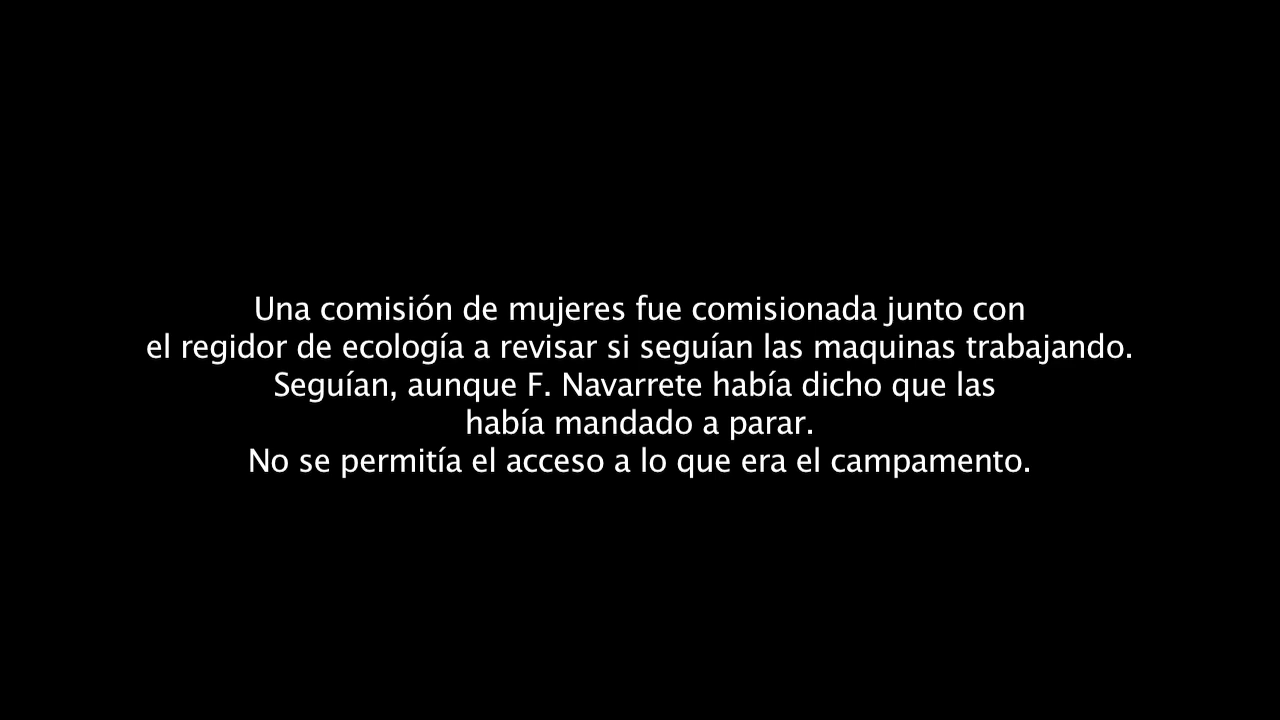 Una comisión de mujeres fue comisionada junto con
el regidor de ecología a revisar si seguían las maquinas trabajando.
Seguían, aunque F. Navarrete había dicho que las
había mandado a parar.
No se permitía el acceso a lo que era el campamento.